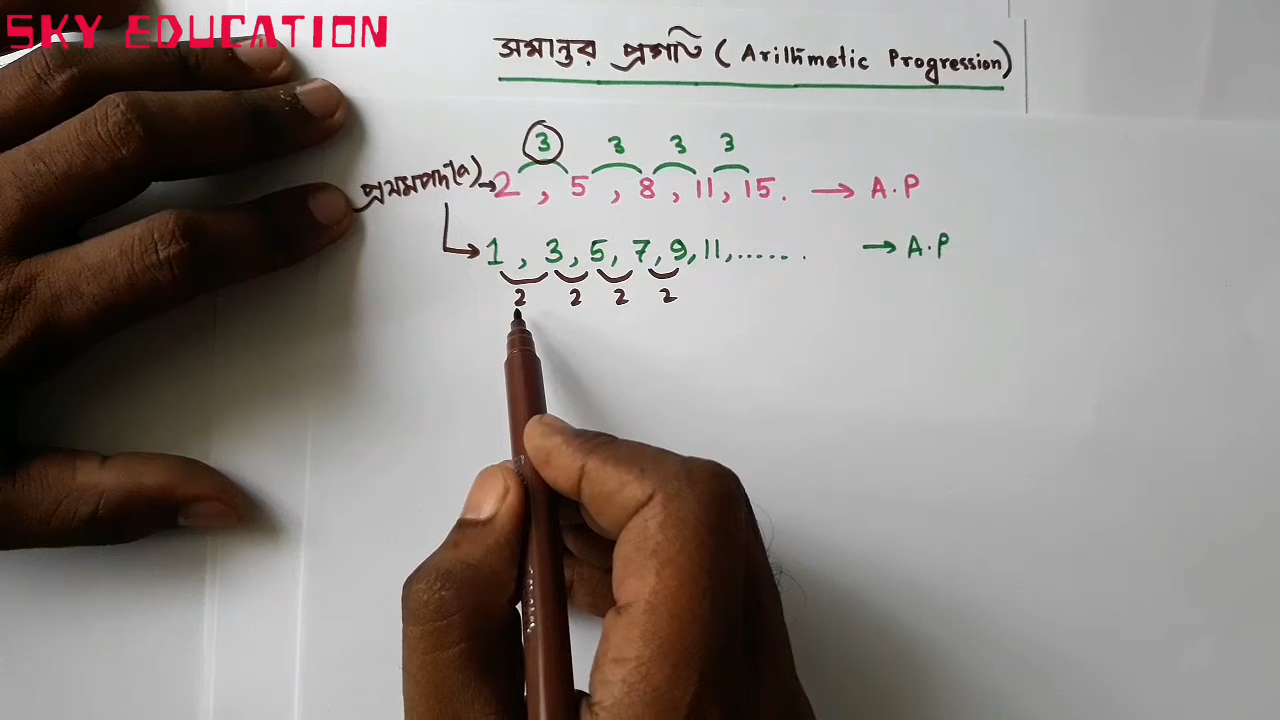 SKY EDUCATION
সমান্তর প্রগতি (Arithmetic Progression)
3 3 3 3
প্রথমপদ(a) → 2 , 5 , 8 , 11 , 15 . → A.P
1 , 3 , 5 , 7 , 9 , 11 , ...... → A.P
2 2 2 2